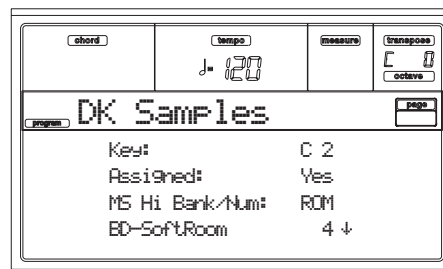 chord tempo measure transpose
♩= 120 C 0
octave
program DK Samples page
Key: C 2
Assigned: Yes
MS Hi Bank/Num: ROM
BD-SoftRoom 4 ↓